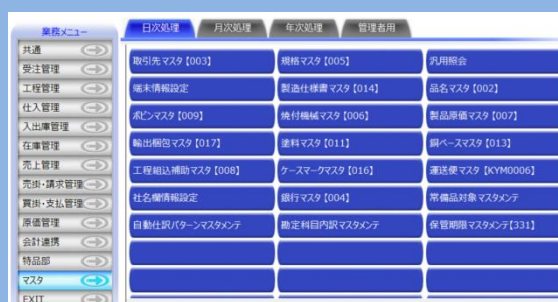 業務メニュー
日次処理 月次処理 年次処理 管理者用
共通
受注管理
工程管理
仕入管理
入出庫管理
在庫管理
売上管理
売掛・請求管理
買掛・支払管理
原価管理
会計連携
特品部
マスタ
EXIT
取引先マスタ【003】 規格マスタ【005】 汎用照会
端末情報設定 製造仕様書マスタ【014】 品名マスタ【002】
ボビンマスタ【009】 焼付機械マスタ【006】 製品原価マスタ【007】
輸出梱包マスタ【017】 塗料マスタ【011】 銅ベースマスタ【013】
工程組込補助マスタ【008】 ケースマークマスタ【016】 運送便マスタ【KYM0006】
社名欄情報設定 銀行マスタ【004】 常備品対象マスタメンテ
自動仕訳パターンマスタメンテ 勘定科目内訳マスタメンテ 保管期限マスタメンテ【331】